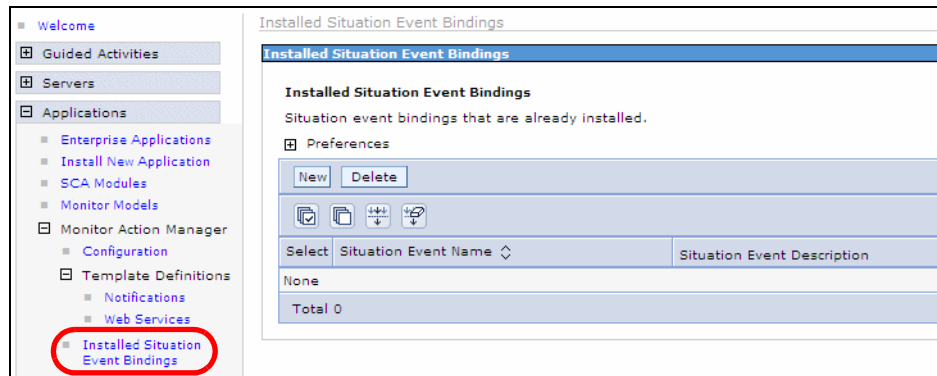 Welcome
Guided Activities
Servers
Applications
Enterprise Applications
Install New Application
SCA Modules
Monitor Models
Monitor Action Manager
Configuration
Template Definitions
Notifications
Web Services
Installed Situation
Event Bindings
Installed Situation Event Bindings
Installed Situation Event Bindings
Installed Situation Event Bindings
Situation event bindings that are already installed.
Preferences
New Delete
Select Situation Event Name Situation Event Description
None
Total 0